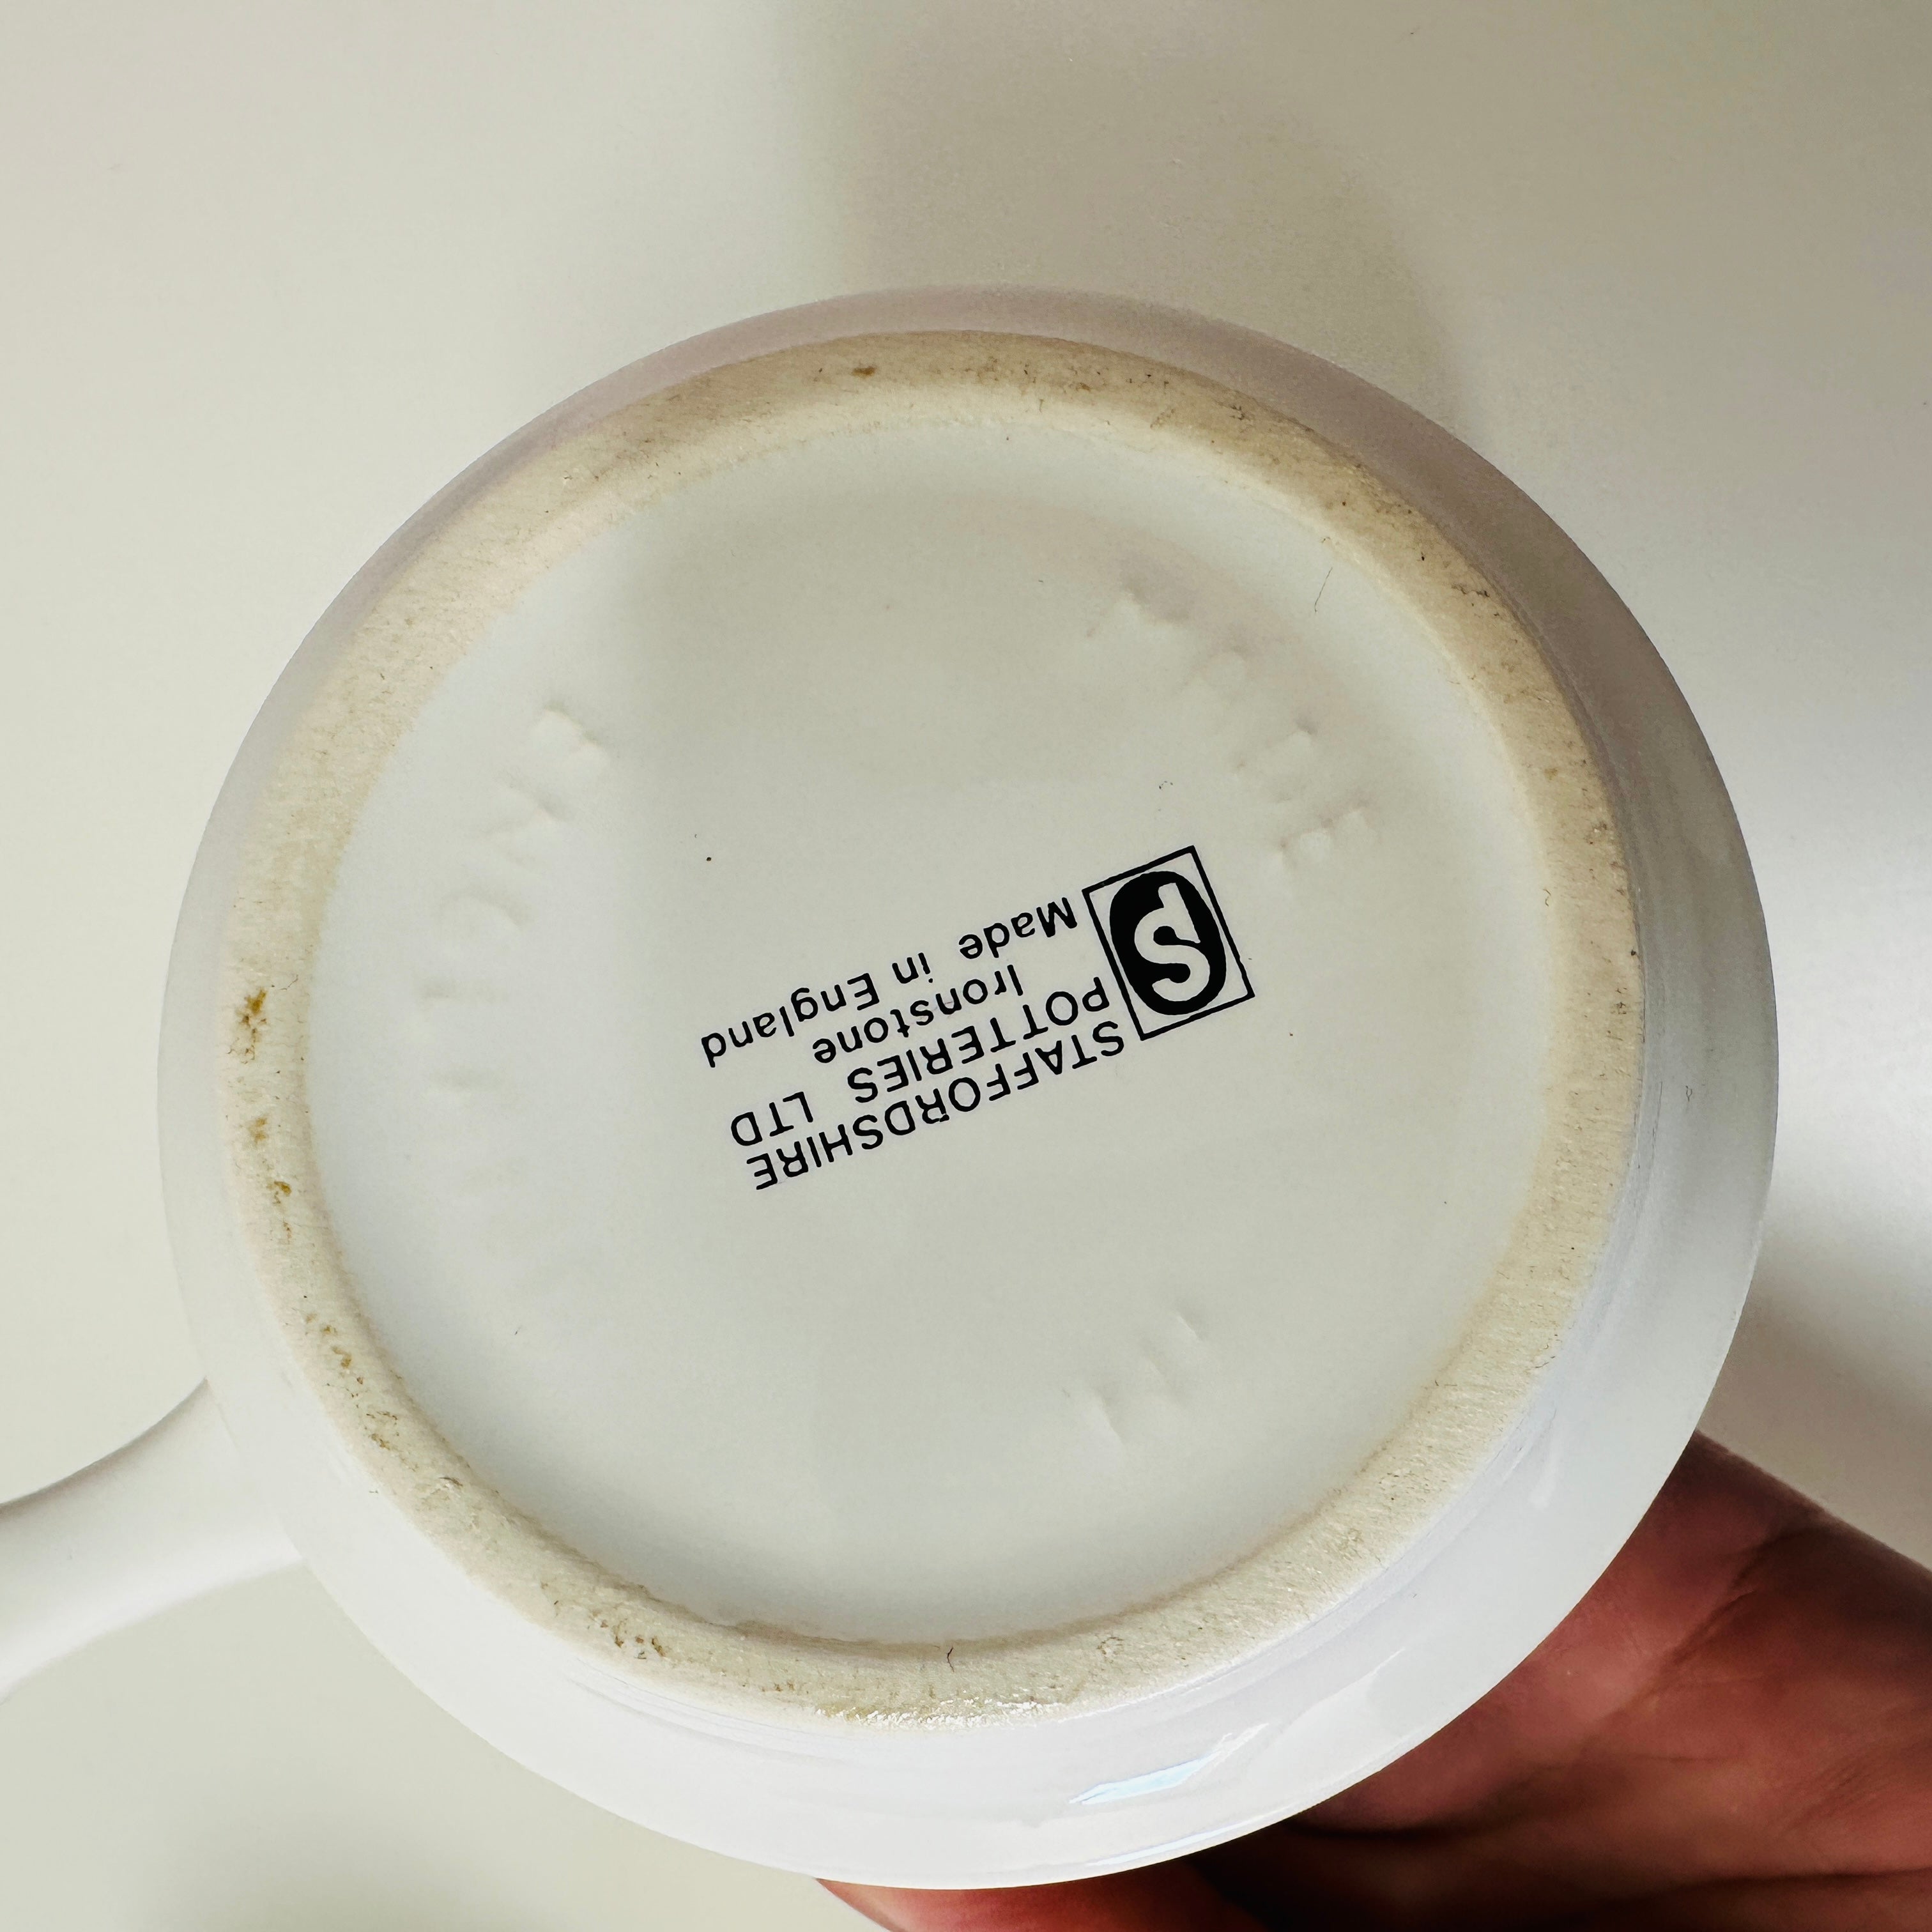 STAFFORDSHIRE
POTTERIES LTD
Ironstone
Made in England